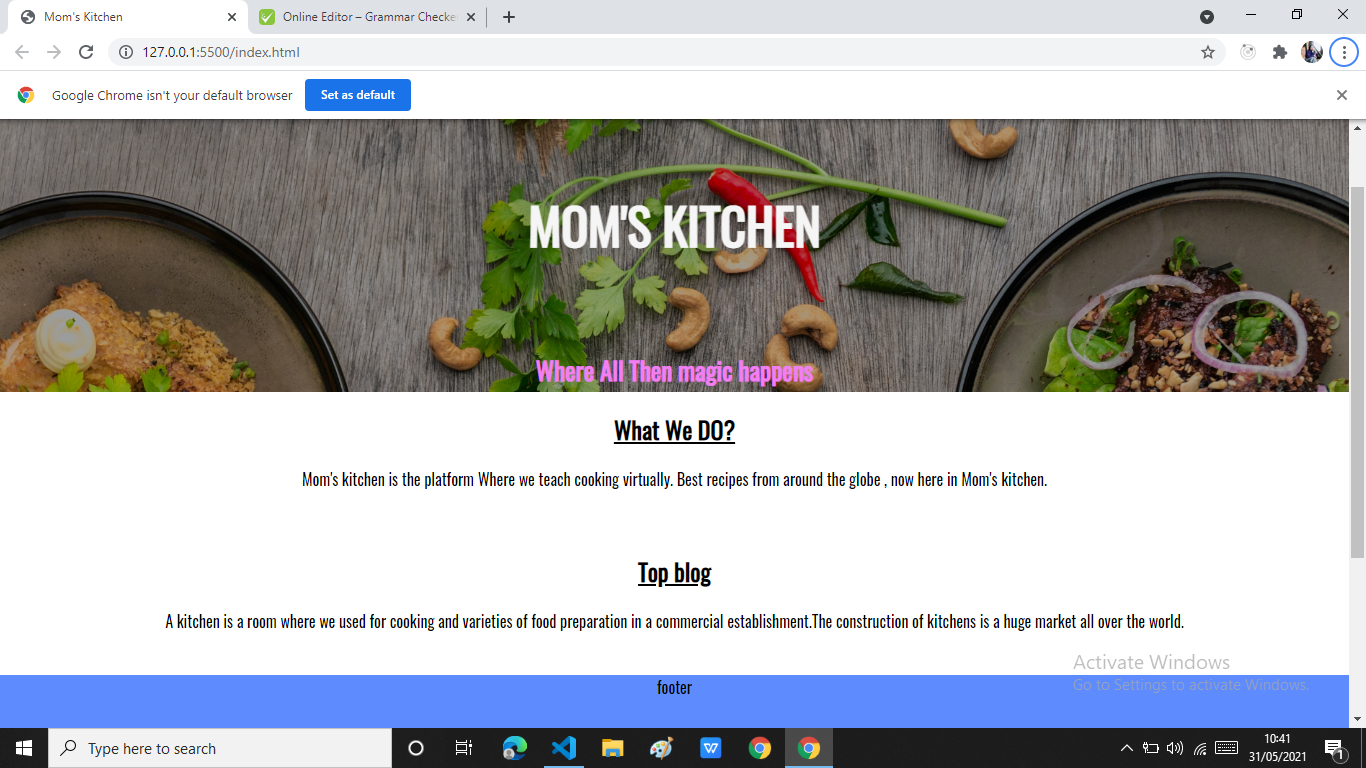 Mom's Kitchen
Online Editor – Grammar Checke
127.0.0.1:5500/index.html
Google Chrome isn't your default browser
Set as default
MOM'S KITCHEN
Where All Then magic happens
What We DO?
Mom's kitchen is the platform Where we teach cooking virtually. Best recipes from around the globe , now here in Mom's kitchen.
Top blog
A kitchen is a room where we used for cooking and varieties of food preparation in a commercial establishment.The construction of kitchens is a huge market all over the world.
Activate Windows
Go to Settings to activate Windows.
footer
Type here to search
10:41
31/05/2021
1